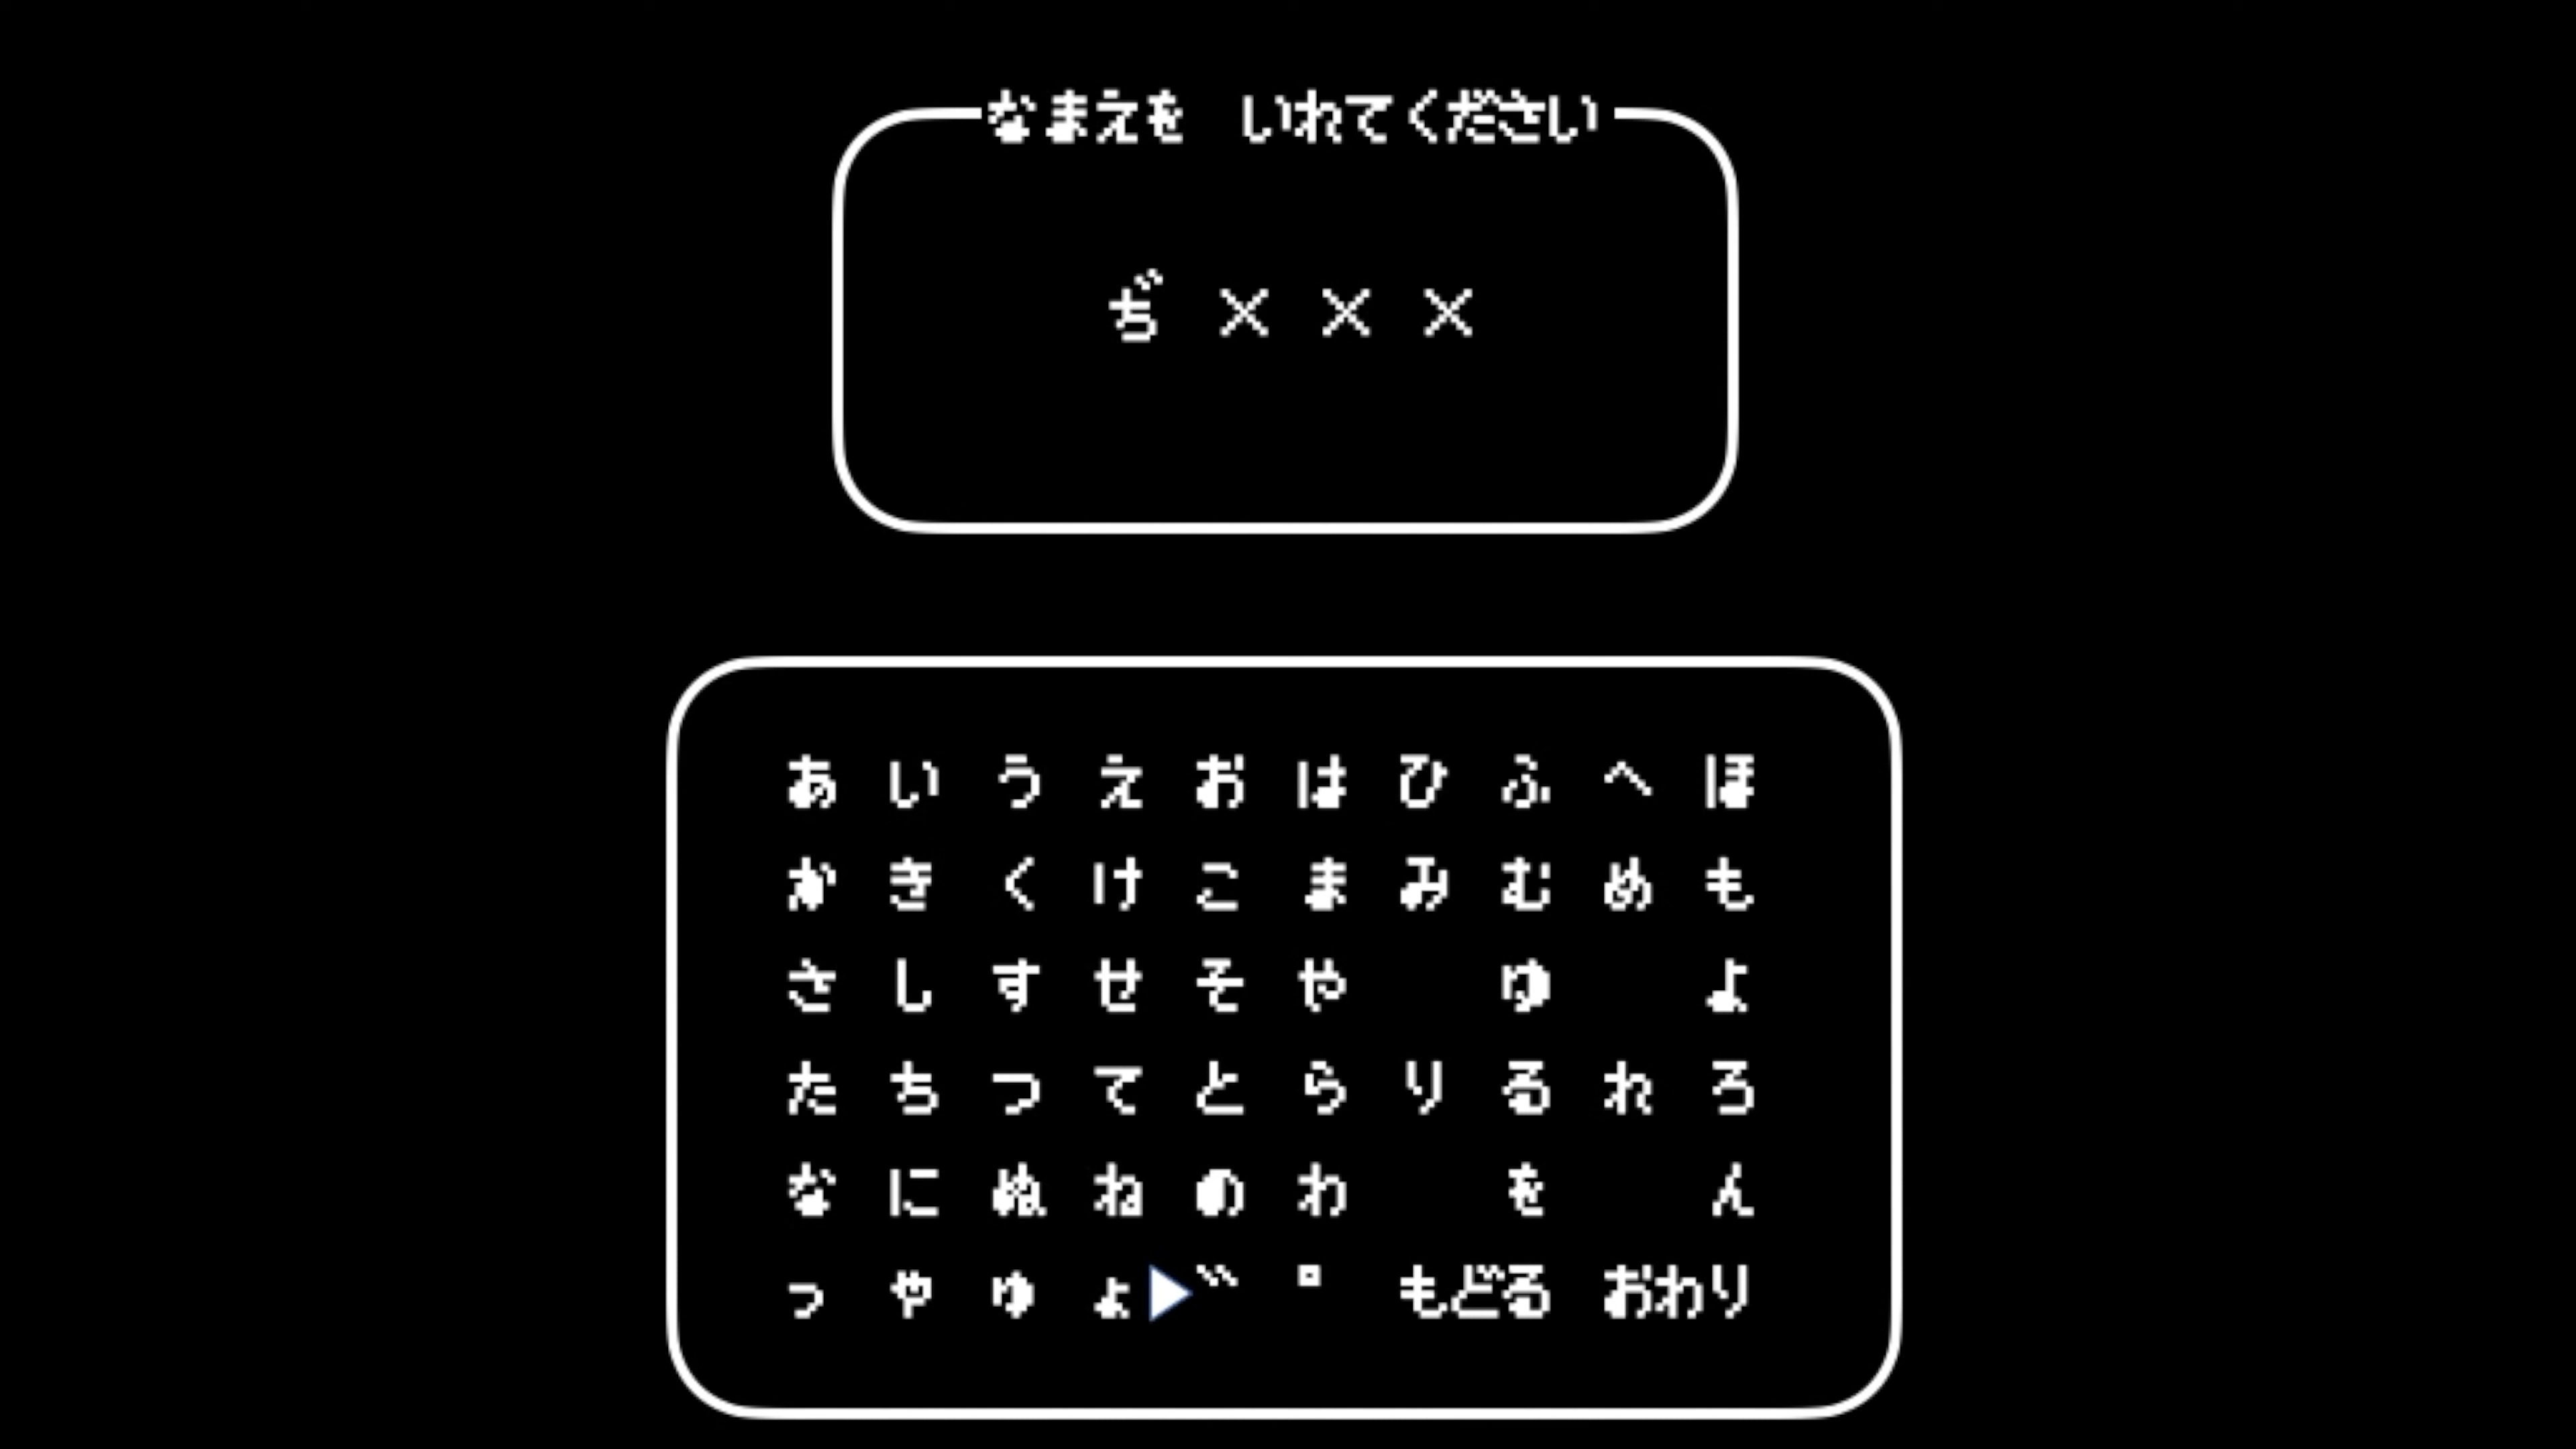 なまえを いれてください
ぢ × × ×
あ い う え お は ひ ふ へ ほ
か き く け こ ま み む め も
さ し す せ そ や ゆ よ
た ち つ て と ら り る れ ろ
な に ぬ ね の わ を ん
っ ゃ ゅ ょ ゛ ゜ もどる おわり